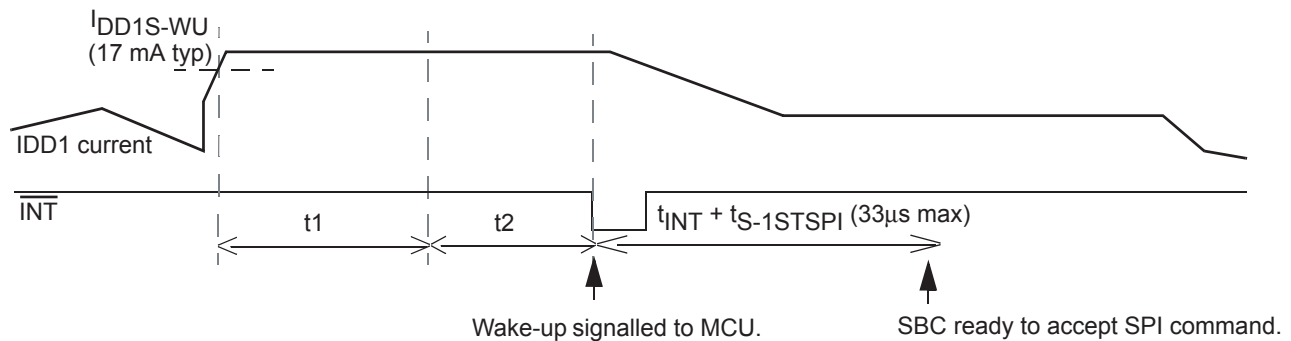 IDD1S-WU
(17 mA typ)
IDD1 current
INT
t1
t2
tINT + tS-1STSPI (33μs max)
Wake-up signalled to MCU.
SBC ready to accept SPI command.